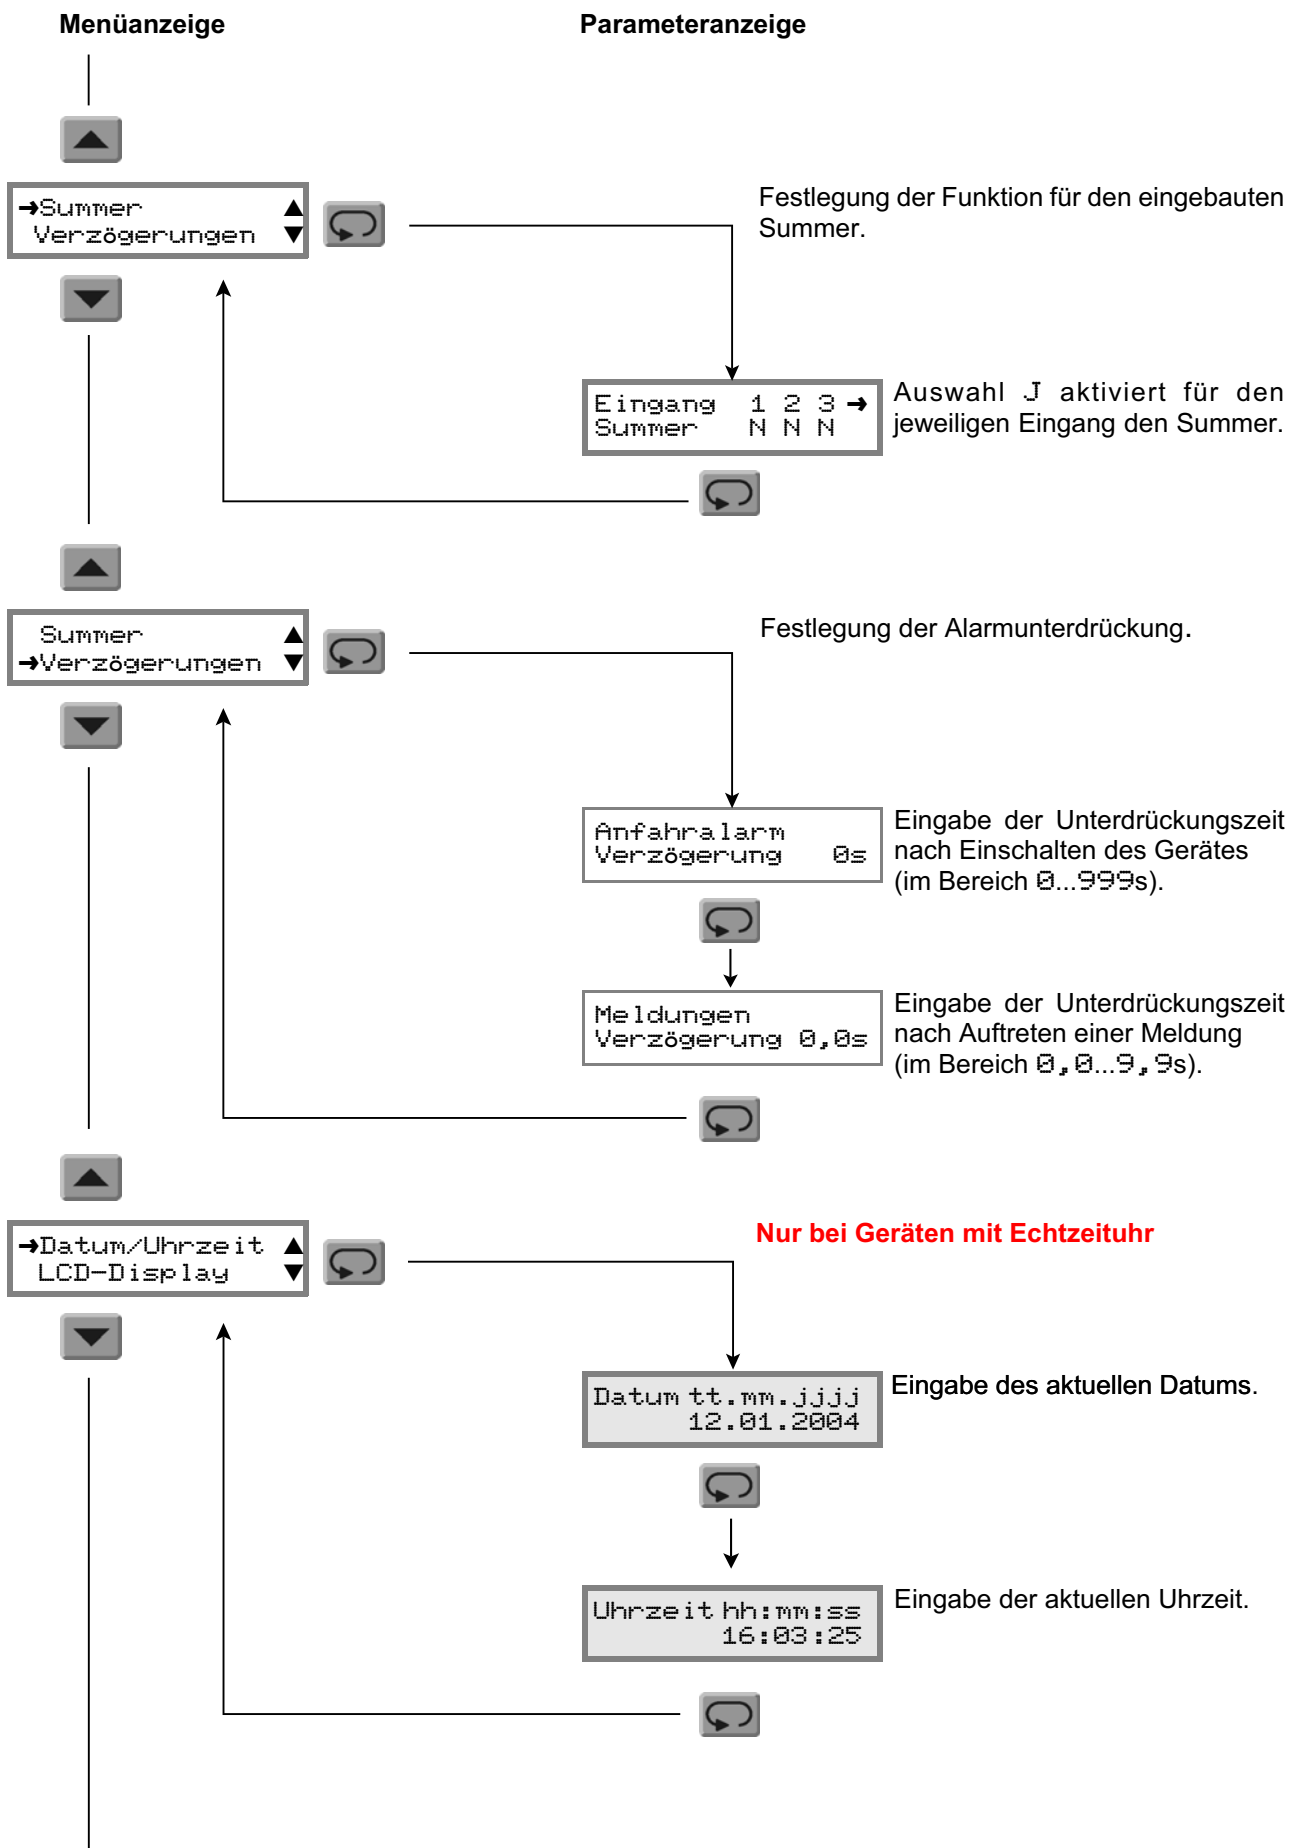 Menüanzeige
Parameteranzeige
→Summer ▲
Verzögerungen ▼
Festlegung der Funktion für den eingebauten
Summer.
Eingang 1 2 3 →
Summer N N N
Auswahl J aktiviert für den
jeweiligen Eingang den Summer.
Summer ▲
→Verzögerungen ▼
Festlegung der Alarmunterdrückung.
Anfahralarm
Verzögerung 0s
Eingabe der Unterdrückungszeit
nach Einschalten des Gerätes
(im Bereich 0...999s).
Meldungen
Verzögerung 0,0s
Eingabe der Unterdrückungszeit
nach Auftreten einer Meldung
(im Bereich 0,0...9,9s).
→Datum/Uhrzeit ▲
LCD-Display ▼
Nur bei Geräten mit Echtzeituhr
Datum tt.mm.jjjj
12.01.2004
Eingabe des aktuellen Datums.
Uhrzeit hh:mm:ss
16:03:25
Eingabe der aktuellen Uhrzeit.